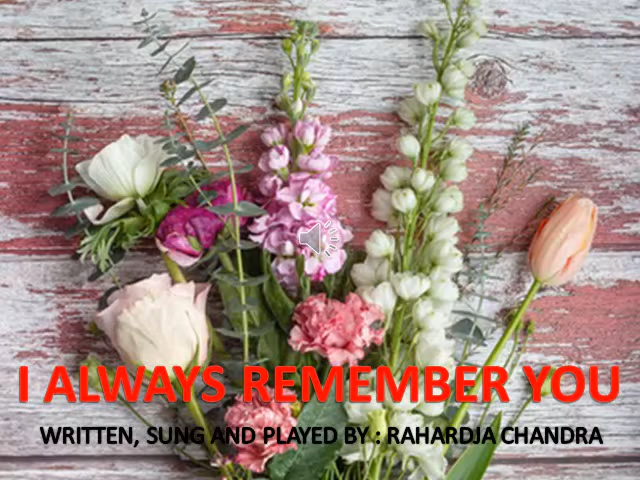 I ALWAYS REMEMBER YOU
WRITTEN, SUNG AND PLAYED BY : RAHARDJA CHANDRA